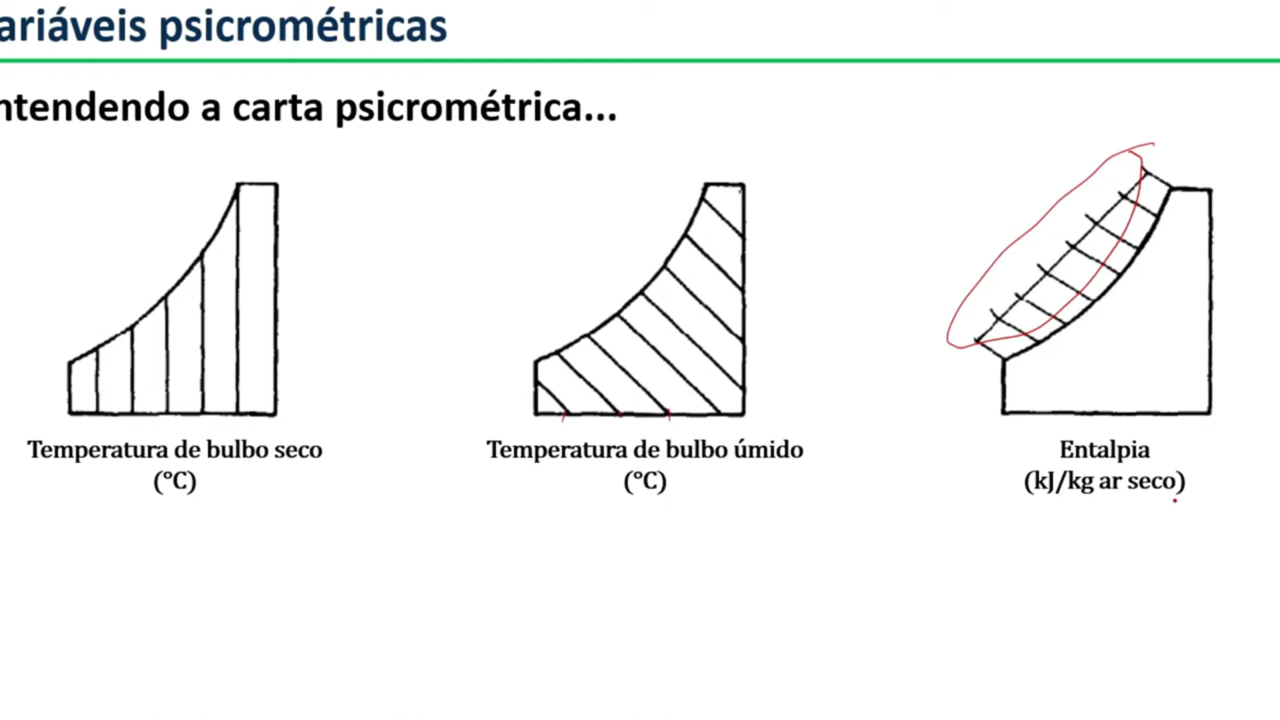 ariáveis psicrométricas
ntendendo a carta psicrométrica...
Temperatura de bulbo seco
(°C)
Temperatura de bulbo úmido
(°C)
Entalpia
(kJ/kg ar seco)